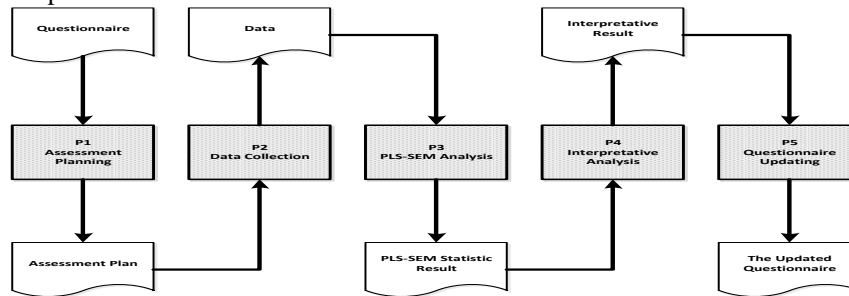 Questionnaire
Data
Interpretative
Result
P1
Assessment
Planning
P2
Data Collection
P3
PLS-SEM Analysis
P4
Interpretative
Analysis
P5
Questionnaire
Updating
Assessment Plan
PLS-SEM Statistic
Result
The Updated
Questionnaire